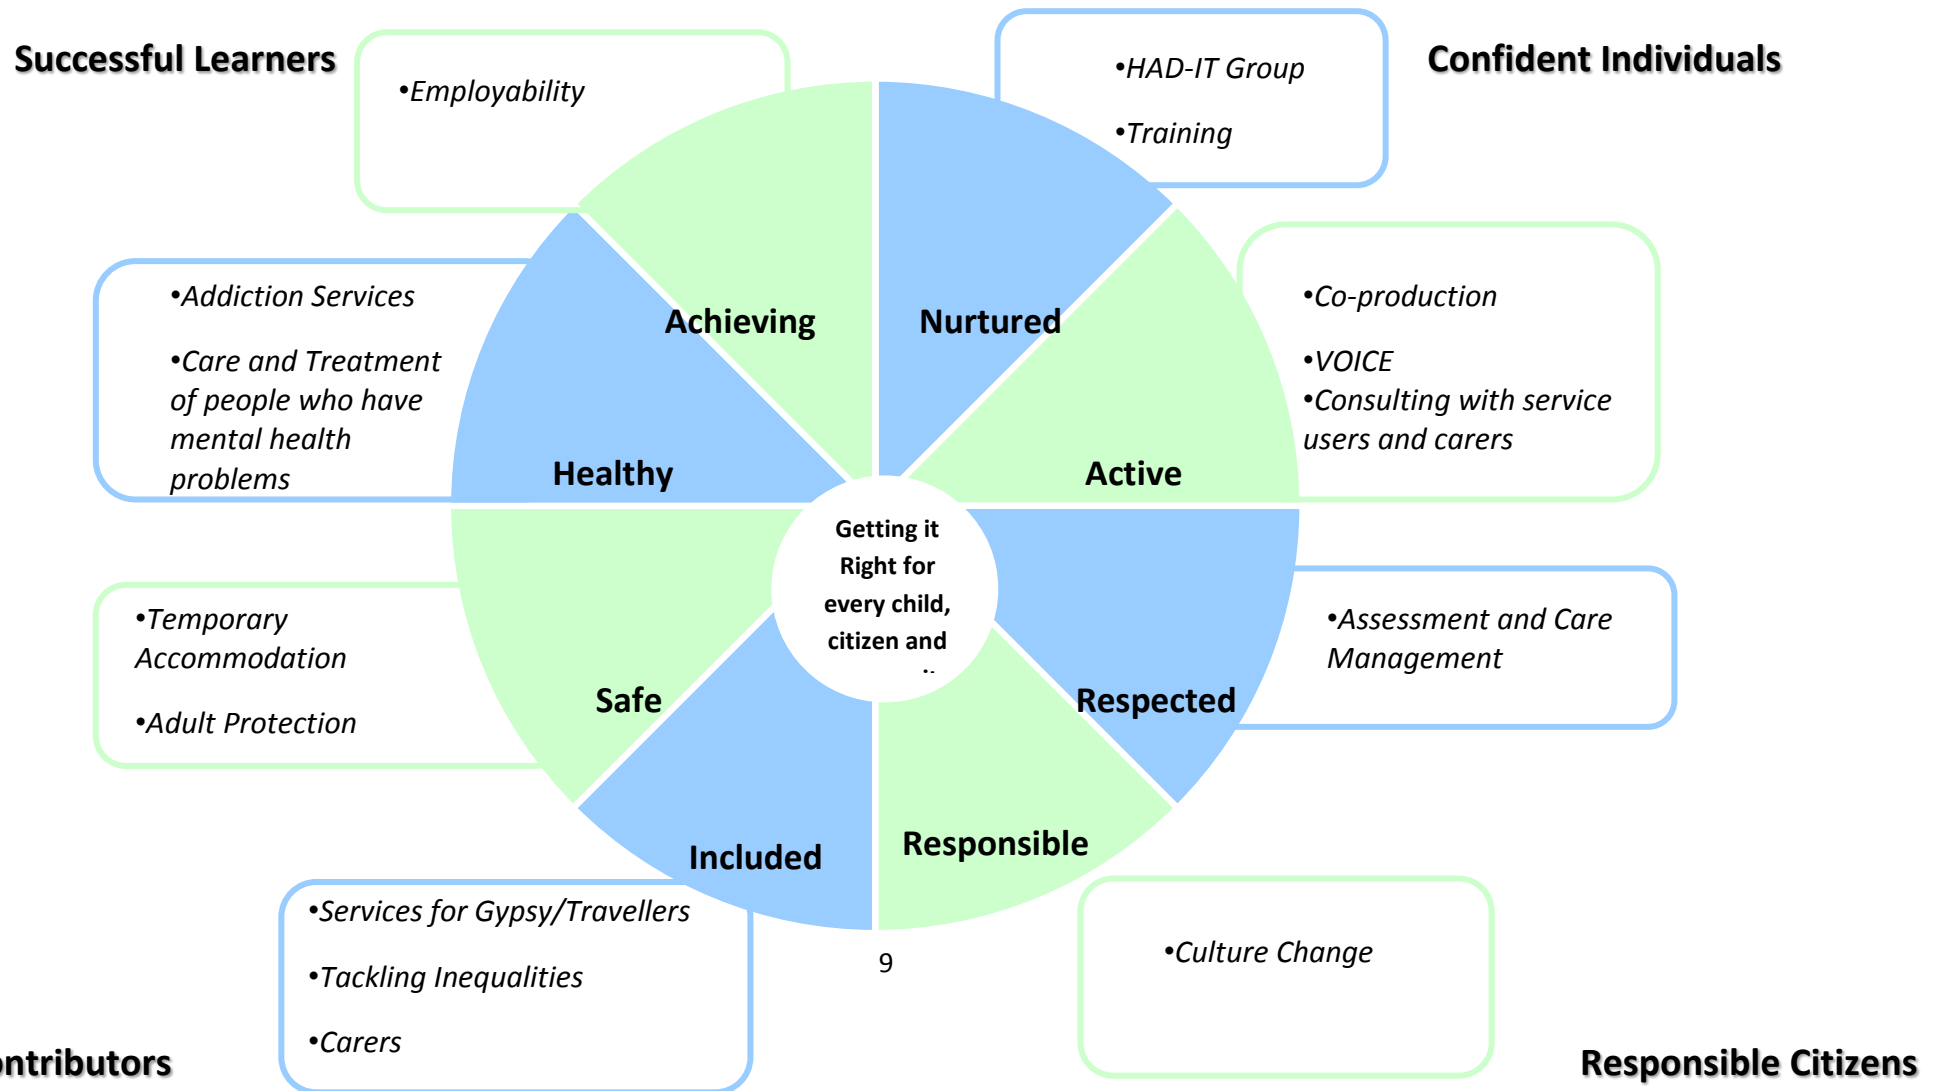 Successful Learners
•Employability
•HAD-IT Group
•Training
Confident Individuals
•Addiction Services
•Care and Treatment
of people who have
mental health
problems
Achieving
Nurtured
•Co-production
•VOICE
•Consulting with service
users and carers
Healthy
Active
Getting it
Right for
every child,
citizen and
•Temporary
Accommodation
•Adult Protection
•Assessment and Care
Management
Safe
Respected
Included
Responsible
•Services for Gypsy/Travellers
•Tackling Inequalities
•Carers
9
•Culture Change
ontributors
Responsible Citizens